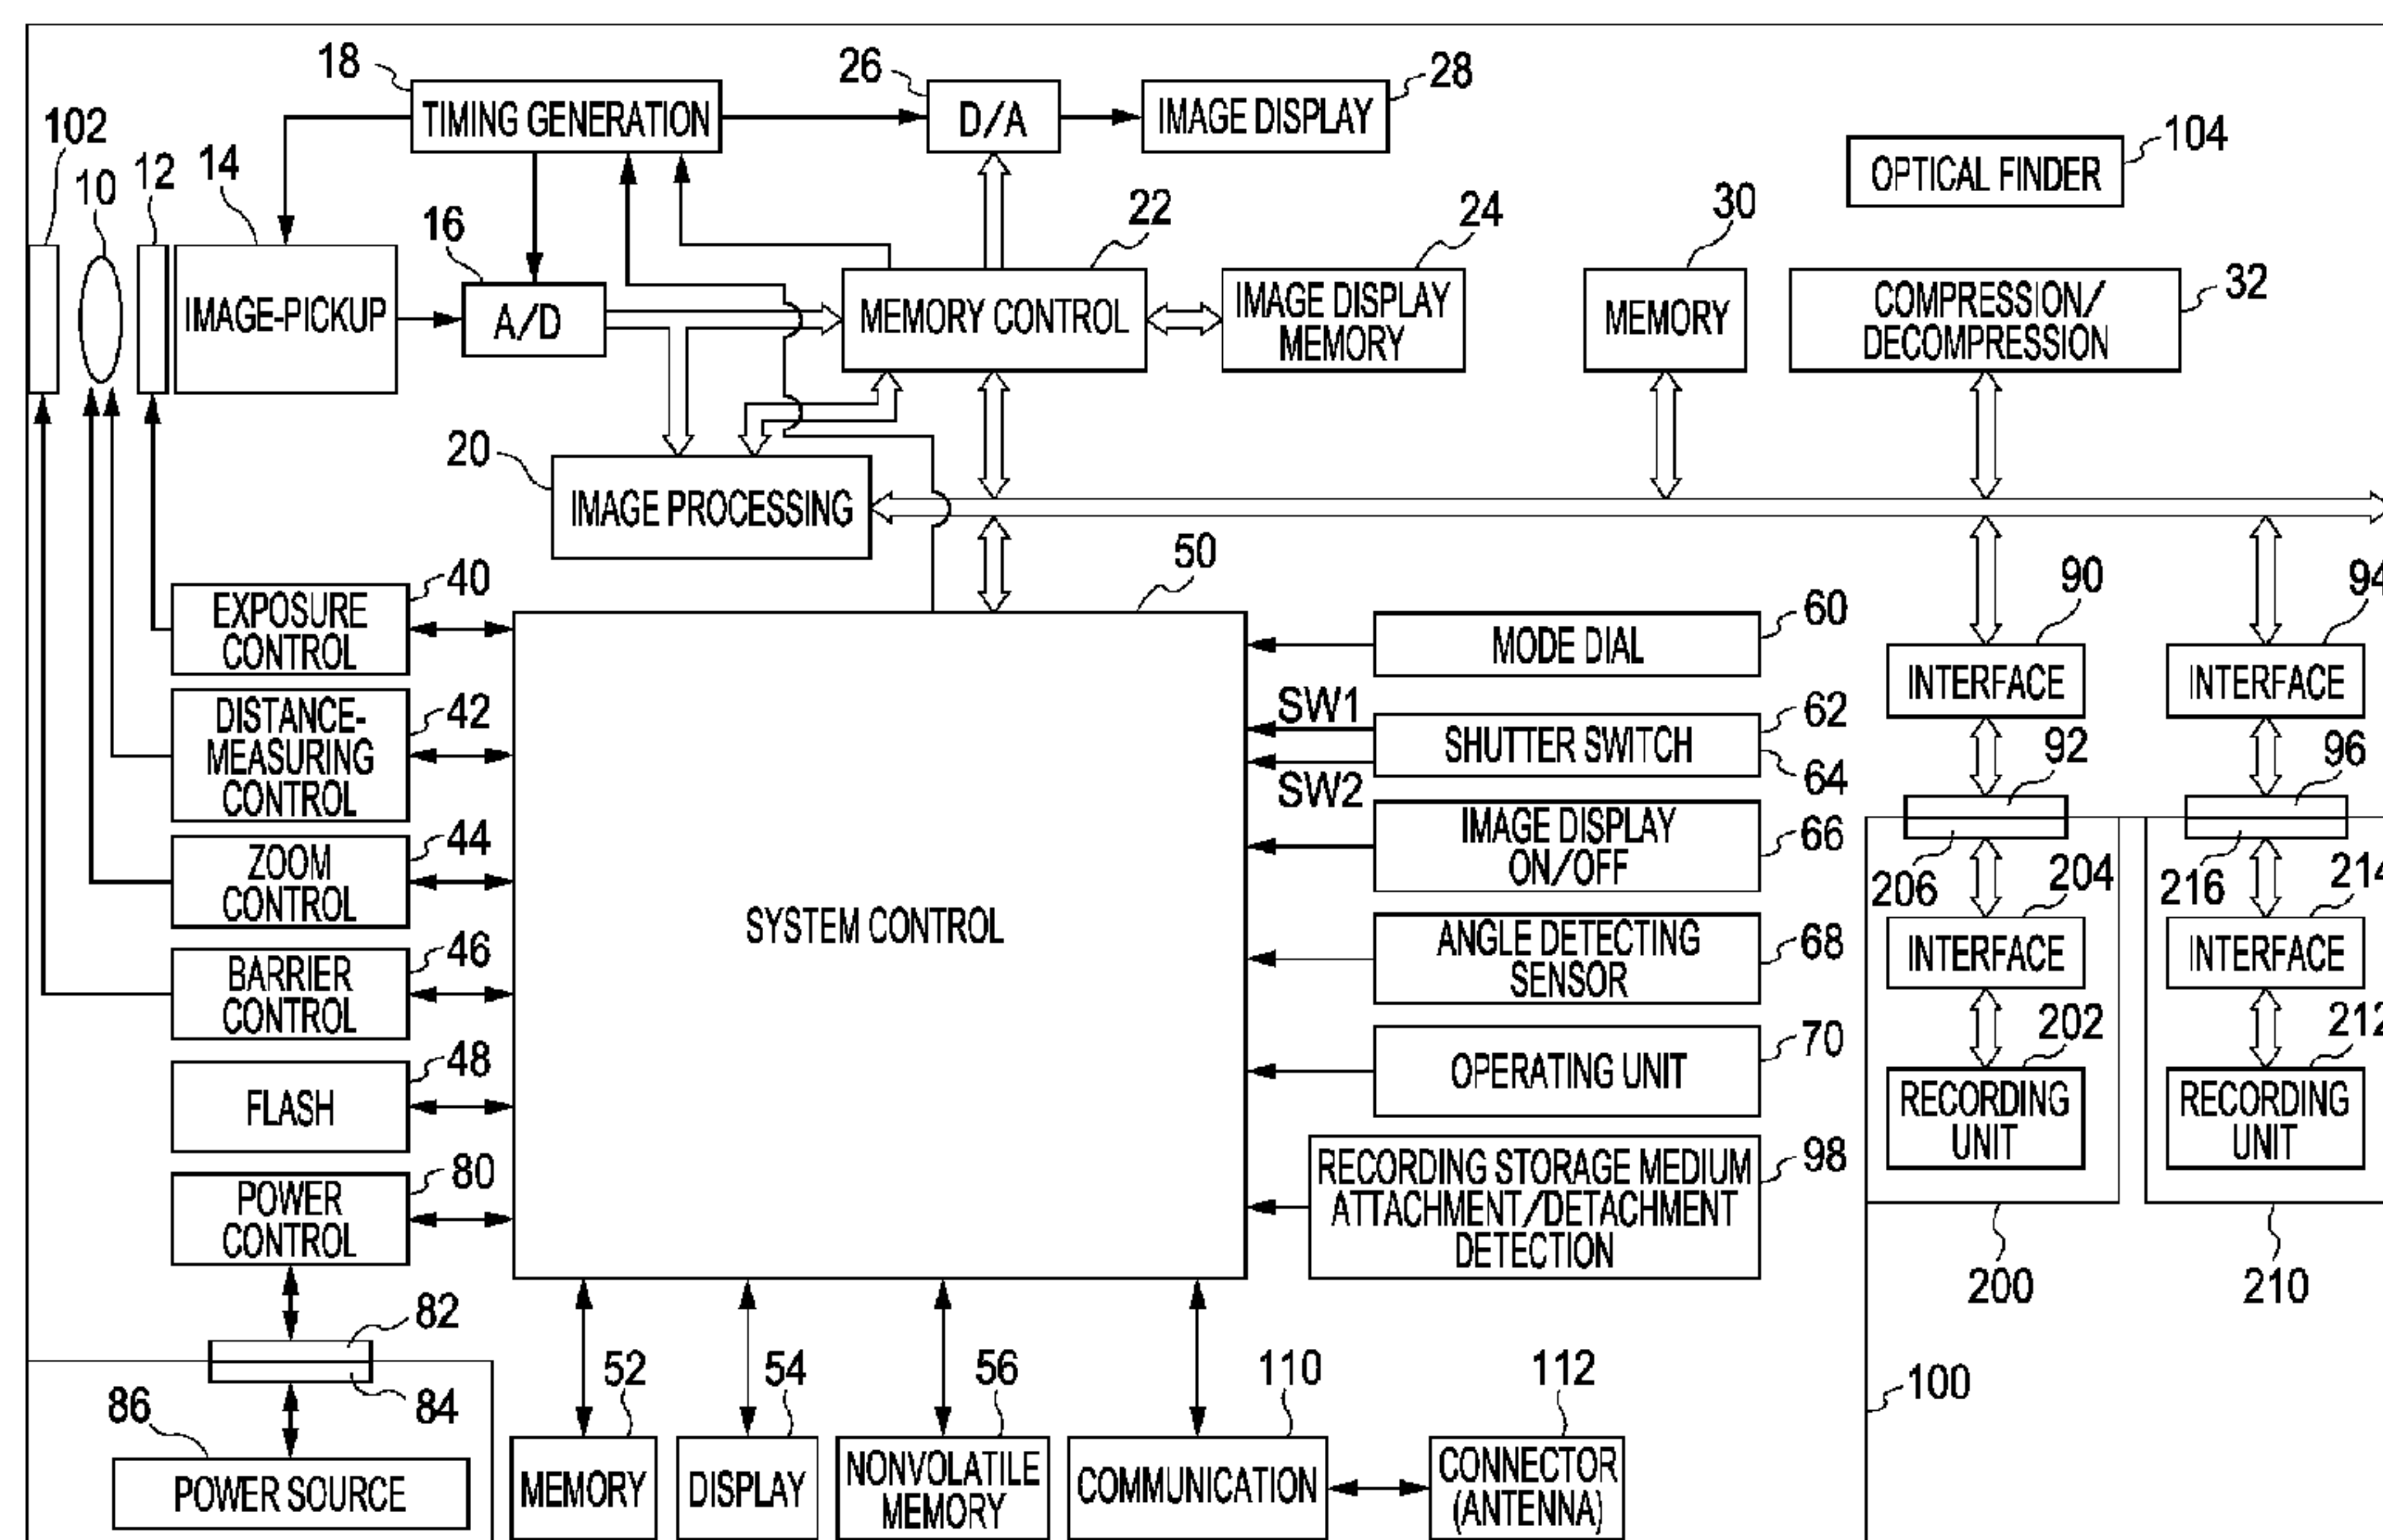 18
TIMING GENERATION
26
D/A
28
IMAGE DISPLAY
104
OPTICAL FINDER
102
10
12
14
IMAGE-PICKUP
16
A/D
22
MEMORY CONTROL
24
IMAGE DISPLAY
MEMORY
30
MEMORY
32
COMPRESSION/
DECOMPRESSION
20
IMAGE PROCESSING
50
SYSTEM CONTROL
40
EXPOSURE
CONTROL
42
DISTANCE-
MEASURING
CONTROL
44
ZOOM
CONTROL
46
BARRIER
CONTROL
48
FLASH
80
POWER
CONTROL
82
84
86
POWER SOURCE
60
MODE DIAL
SW1
62
SHUTTER SWITCH
64
SW2
66
IMAGE DISPLAY
ON/OFF
68
ANGLE DETECTING
SENSOR
70
OPERATING UNIT
98
RECORDING STORAGE MEDIUM
ATTACHMENT/DETACHMENT
DETECTION
90
INTERFACE
92
206
204
INTERFACE
202
RECORDING
UNIT
200
94
INTERFACE
96
216
214
INTERFACE
212
RECORDING
UNIT
210
100
52
MEMORY
54
DISPLAY
56
NONVOLATILE
MEMORY
110
COMMUNICATION
112
CONNECTOR
(ANTENNA)